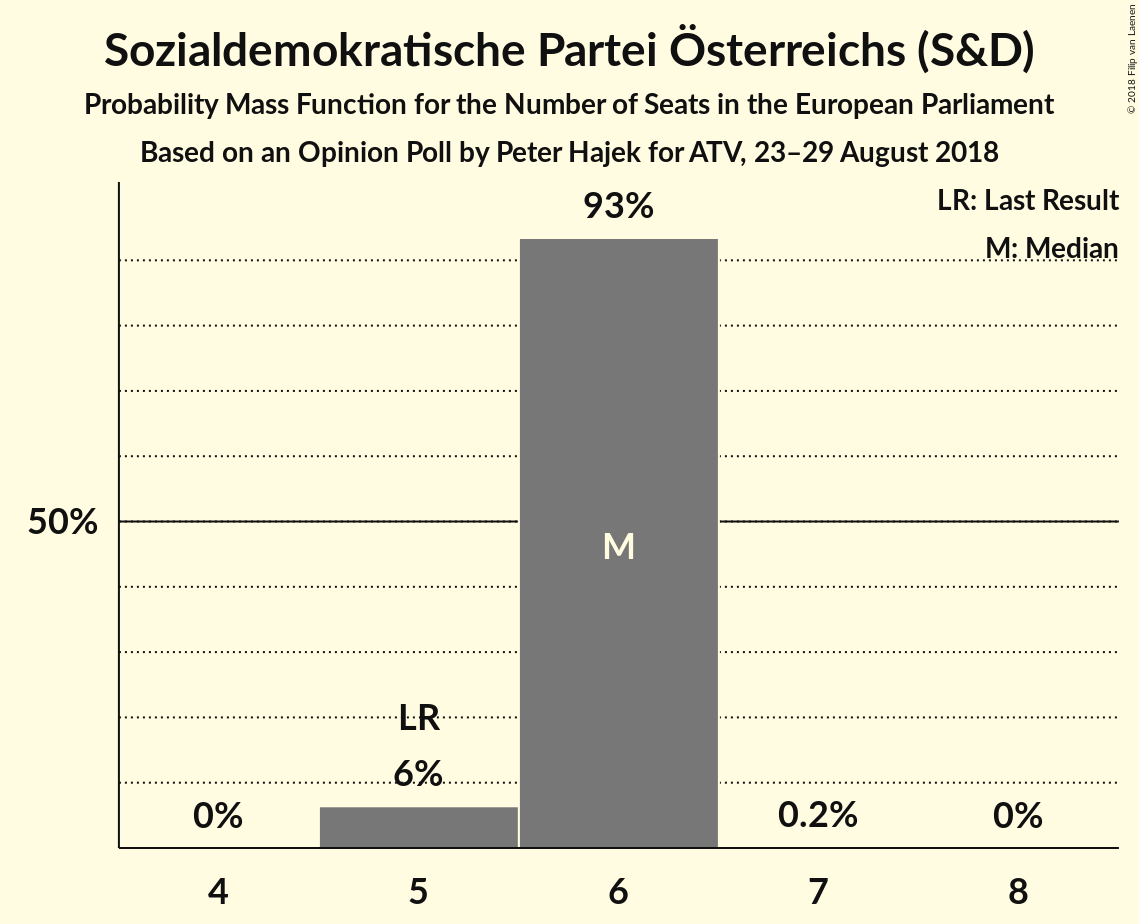 Sozialdemokratische Partei Österreichs (S&D)
Probability Mass Function for the Number of Seats in the European Parliament
Based on an Opinion Poll by Peter Hajek for ATV, 23–29 August 2018
© 2018 Filip van Laenen
LR: Last Result
M: Median
93%
50%
M
LR
6%
0%
0.2%
0%
4 5 6 7 8